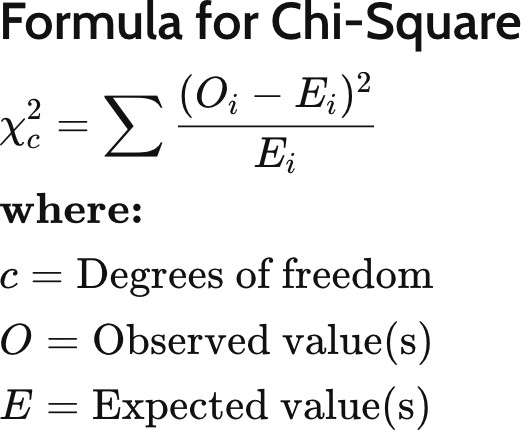 Formula for Chi-Square
χ²_c = ∑ (O_i − E_i)² / E_i
where:
c = Degrees of freedom
O = Observed value(s)
E = Expected value(s)